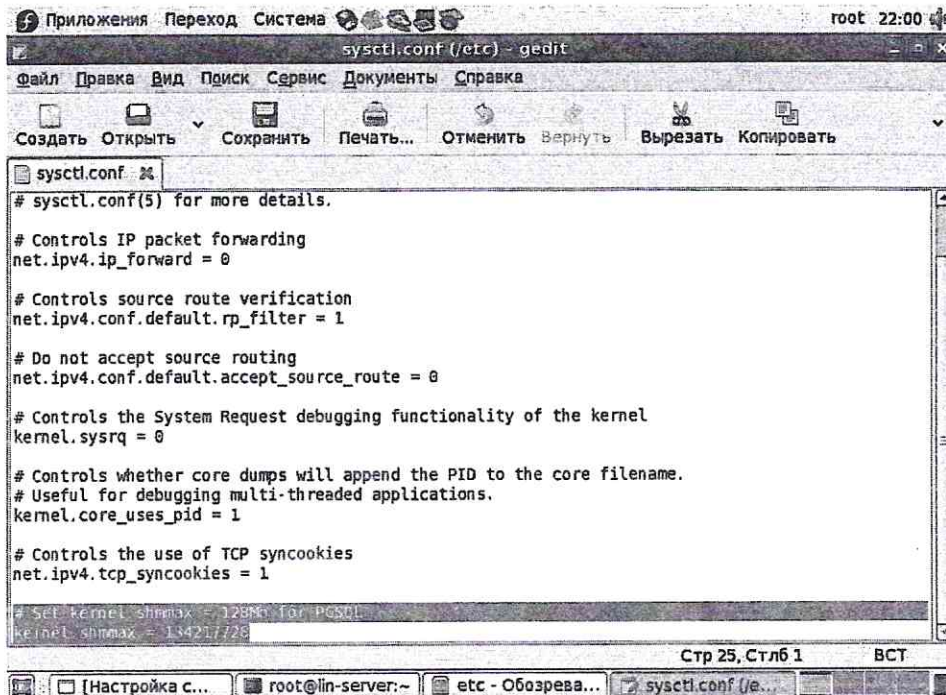 Приложения Переход Система root 22:00
sysctl.conf (/etc) - gedit
Файл Правка Вид Поиск Сервис Документы Справка
Создать Открыть Сохранить Печать... Отменить Вернуть Вырезать Копировать
sysctl.conf
# sysctl.conf(5) for more details.
# Controls IP packet forwarding
net.ipv4.ip_forward = 0
# Controls source route verification
net.ipv4.conf.default.rp_filter = 1
# Do not accept source routing
net.ipv4.conf.default.accept_source_route = 0
# Controls the System Request debugging functionality of the kernel
kernel.sysrq = 0
# Controls whether core dumps will append the PID to the core filename.
# Useful for debugging multi-threaded applications.
kernel.core_uses_pid = 1
# Controls the use of TCP syncookies
net.ipv4.tcp_syncookies = 1
# Set kernel shmmax = 128Mb for PGSQL
kernel.shmmax = 134217728
Стр 25, Стлб 1 ВСТ
[Настройка с... root@lin-server:~ etc - Обозрева... sysctl.conf (/e...